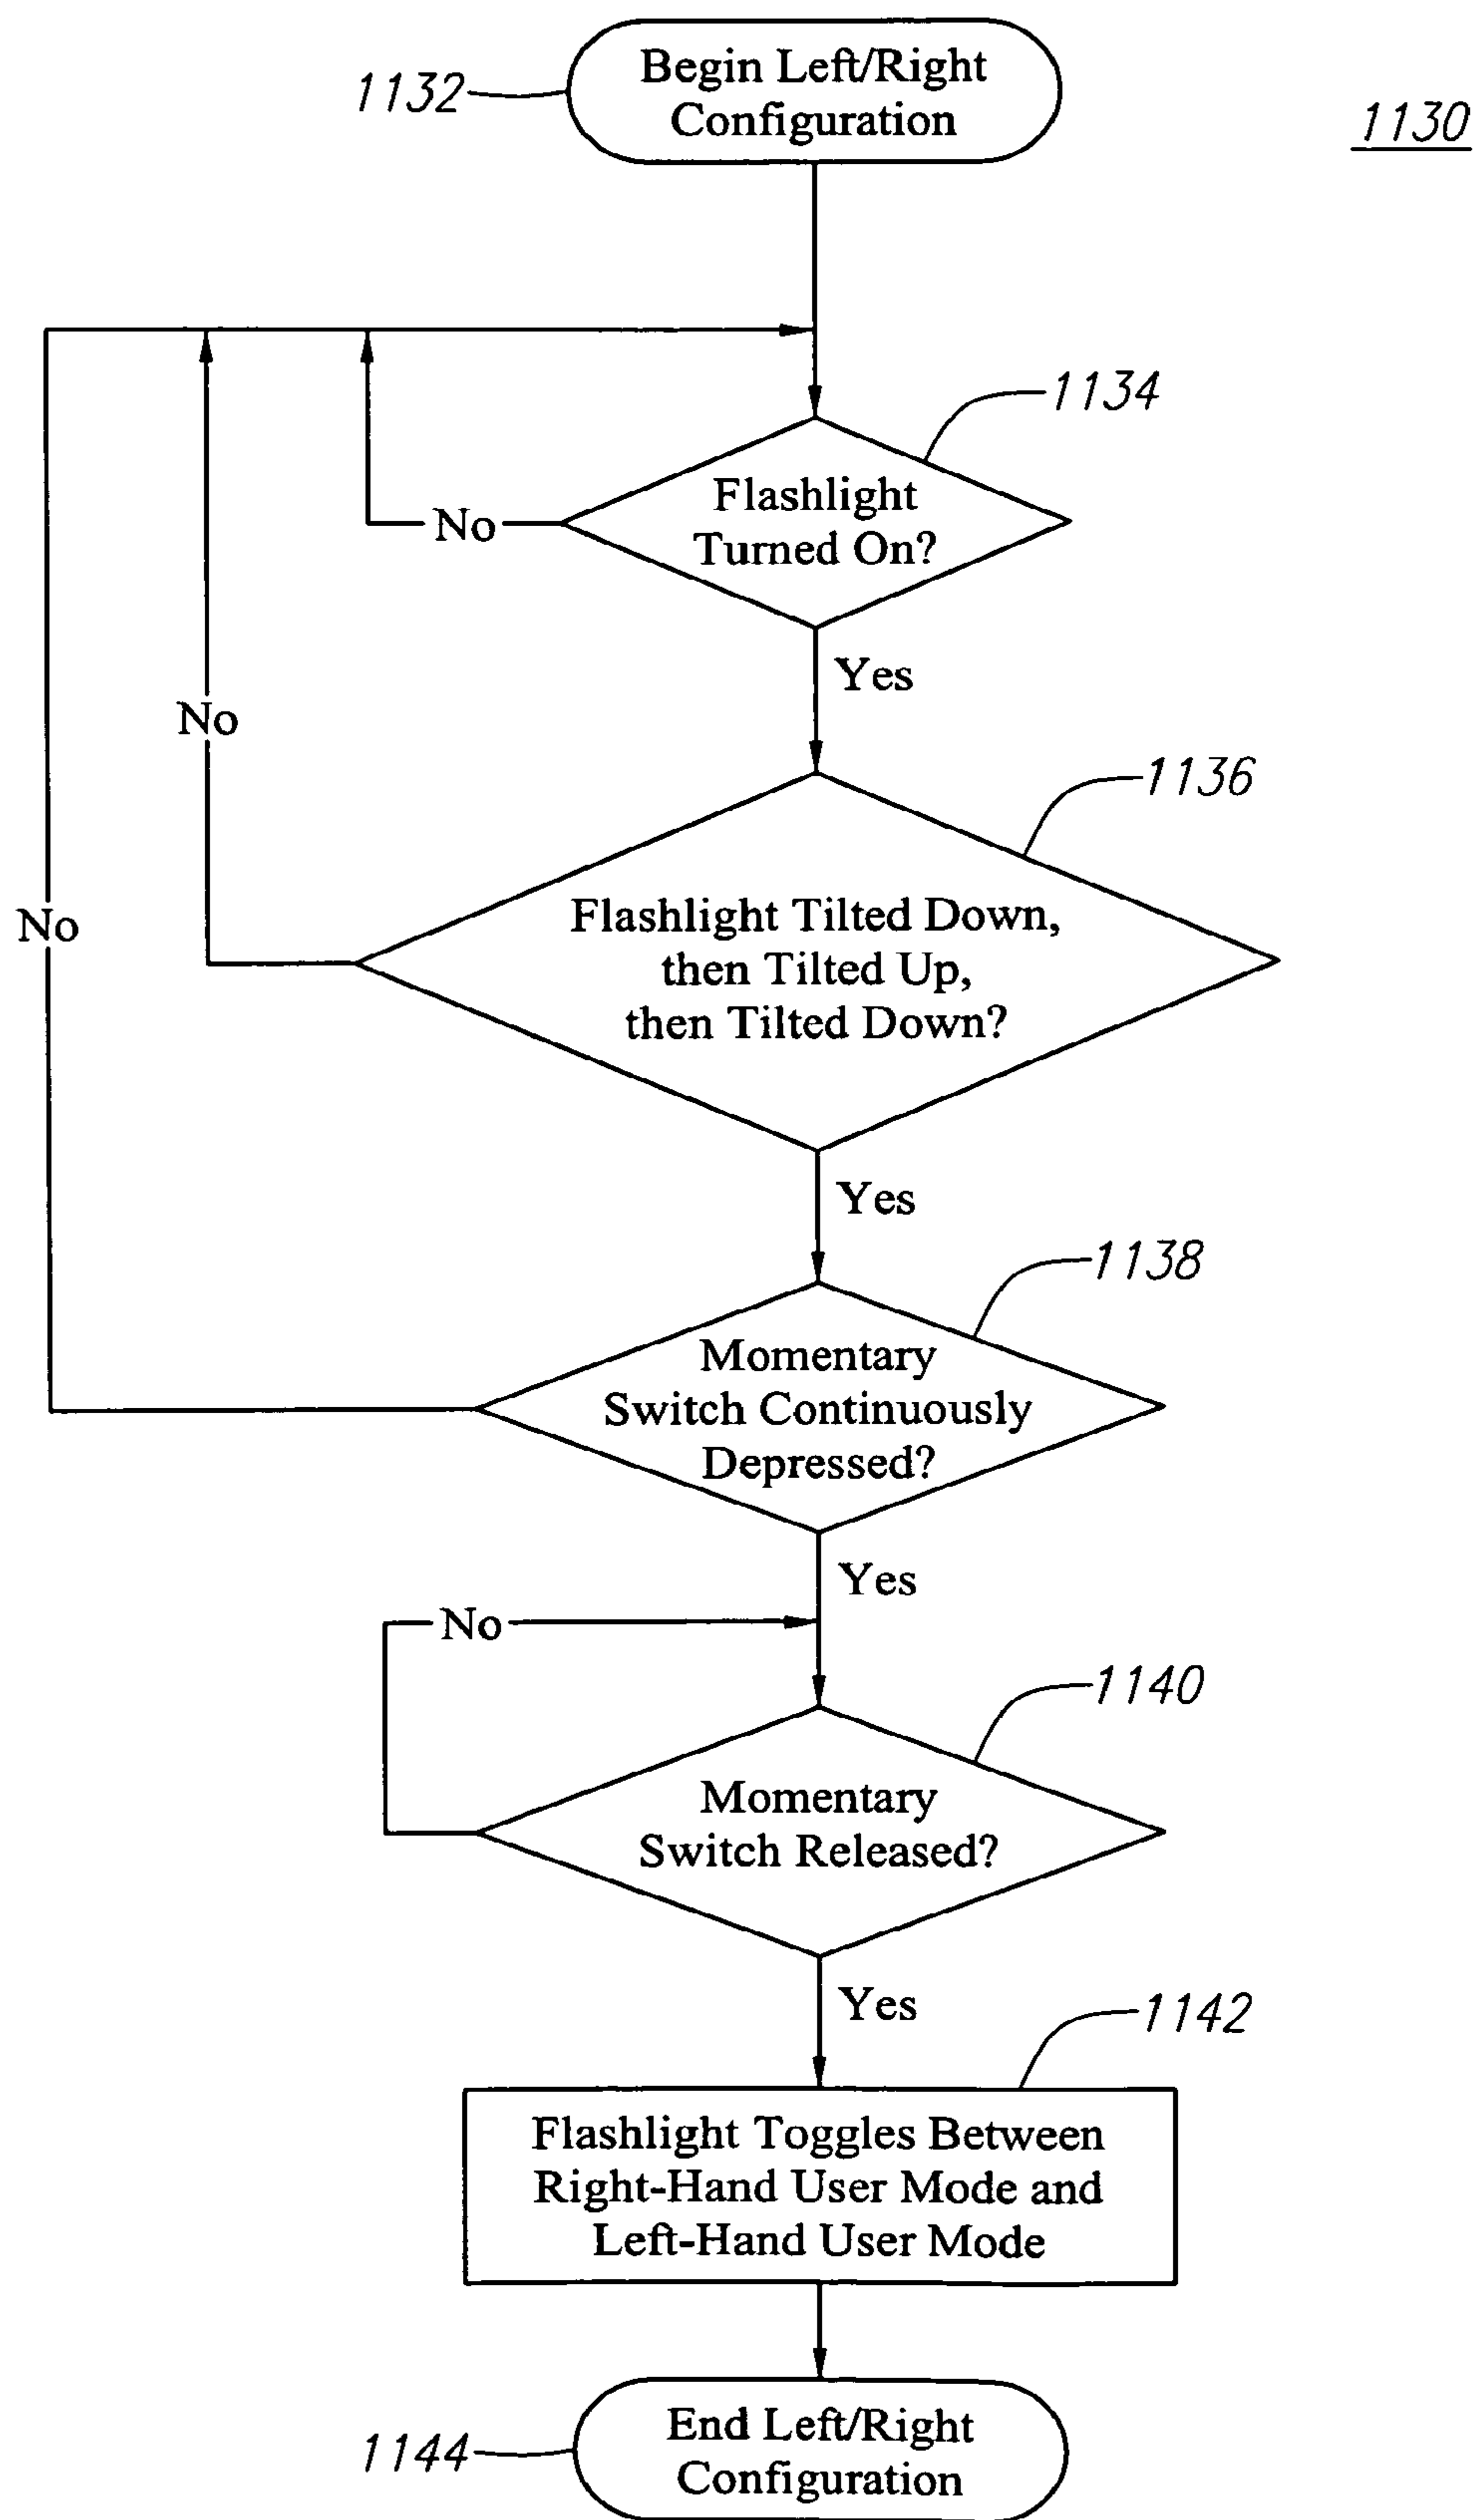 Begin Left/Right
Configuration
1132
1130
1134
Flashlight
Turned On?
No
Yes
No
1136
Flashlight Tilted Down,
then Tilted Up,
then Tilted Down?
No
Yes
1138
Momentary
Switch Continuously
Depressed?
Yes
No
1140
Momentary
Switch Released?
Yes
1142
Flashlight Toggles Between
Right-Hand User Mode and
Left-Hand User Mode
End Left/Right
Configuration
1144